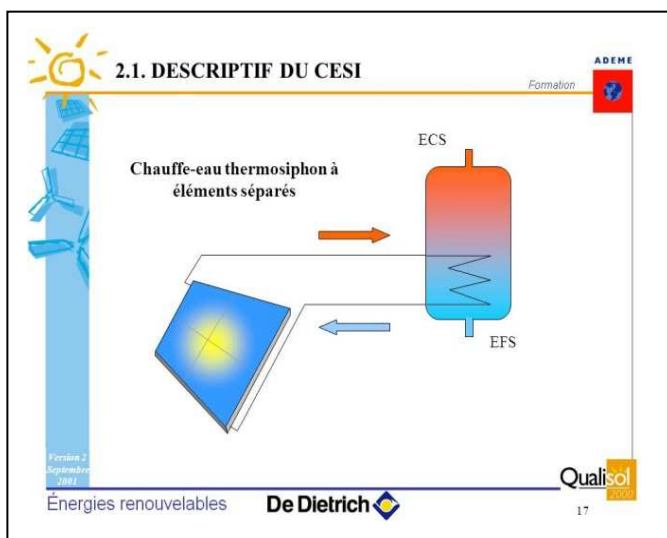 2.1. DESCRIPTIF DU CESI
ADEME
Formation
Chauffe-eau thermosiphon à
éléments séparés
ECS
EFS
Version 2
Septembre
2001
Énergies renouvelables
De Dietrich
Qualisol
2000
17